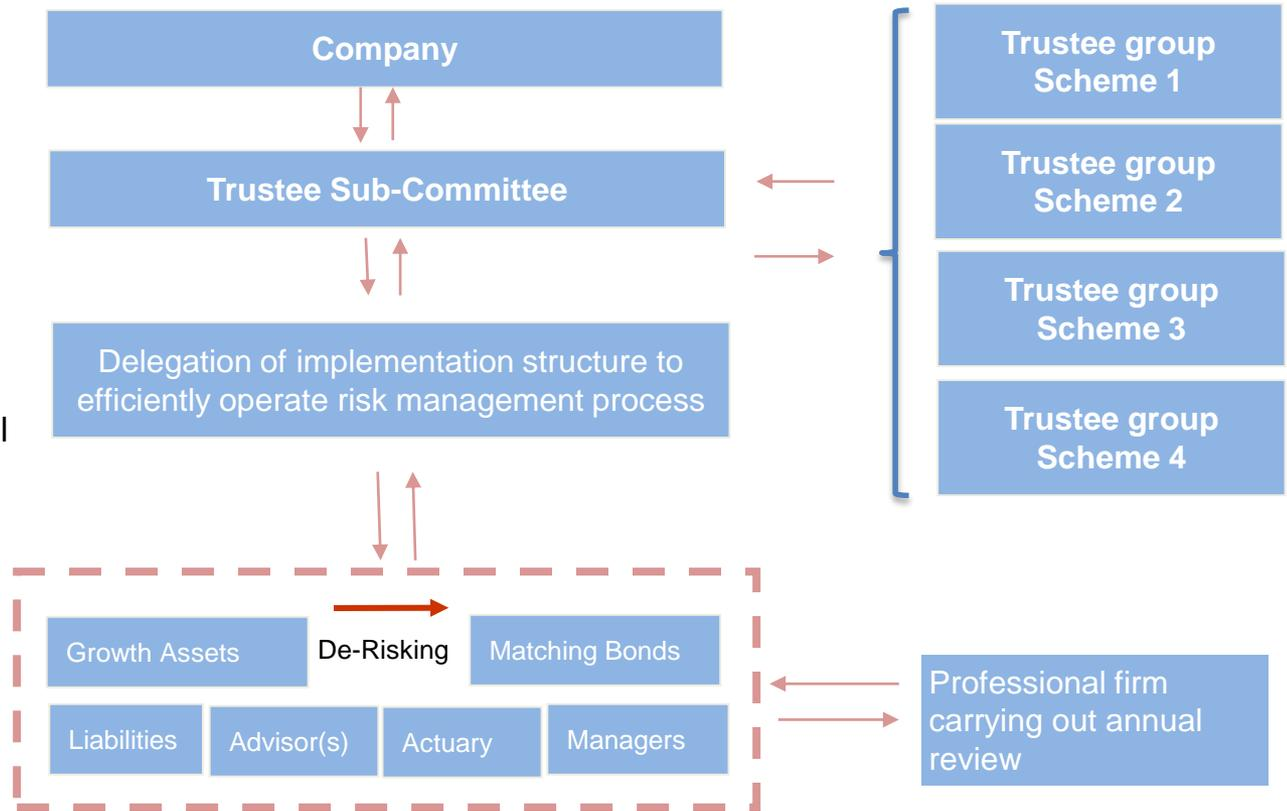 Company
Trustee Sub-Committee
Delegation of implementation structure to
efficiently operate risk management process
l
Trustee group
Scheme 1
Trustee group
Scheme 2
Trustee group
Scheme 3
Trustee group
Scheme 4
Growth Assets
De-Risking
Matching Bonds
Liabilities
Advisor(s)
Actuary
Managers
Professional firm
carrying out annual
review